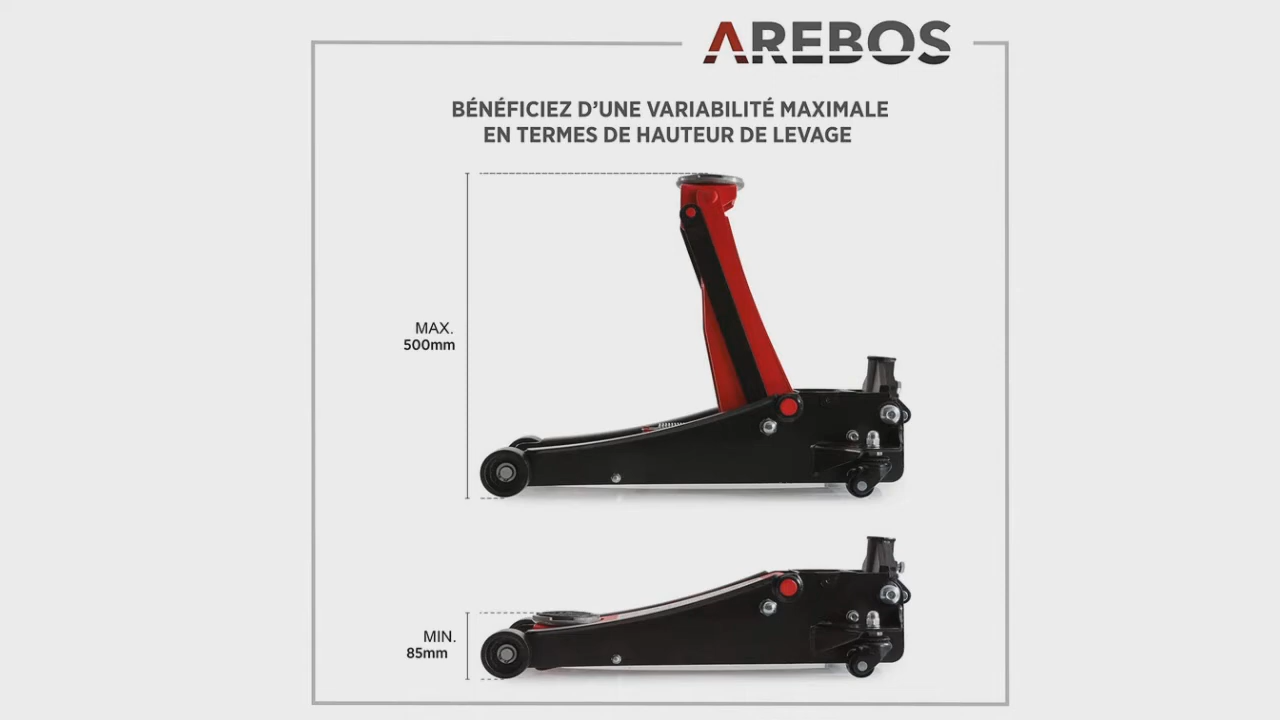 AREBOS
BÉNÉFICIEZ D'UNE VARIABILITÉ MAXIMALE
EN TERMES DE HAUTEUR DE LEVAGE
MAX.
500mm
MIN.
85mm